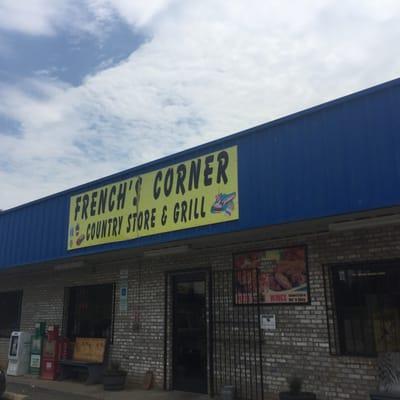 FRENCH'S CORNER
COUNTRY STORE & GRILL